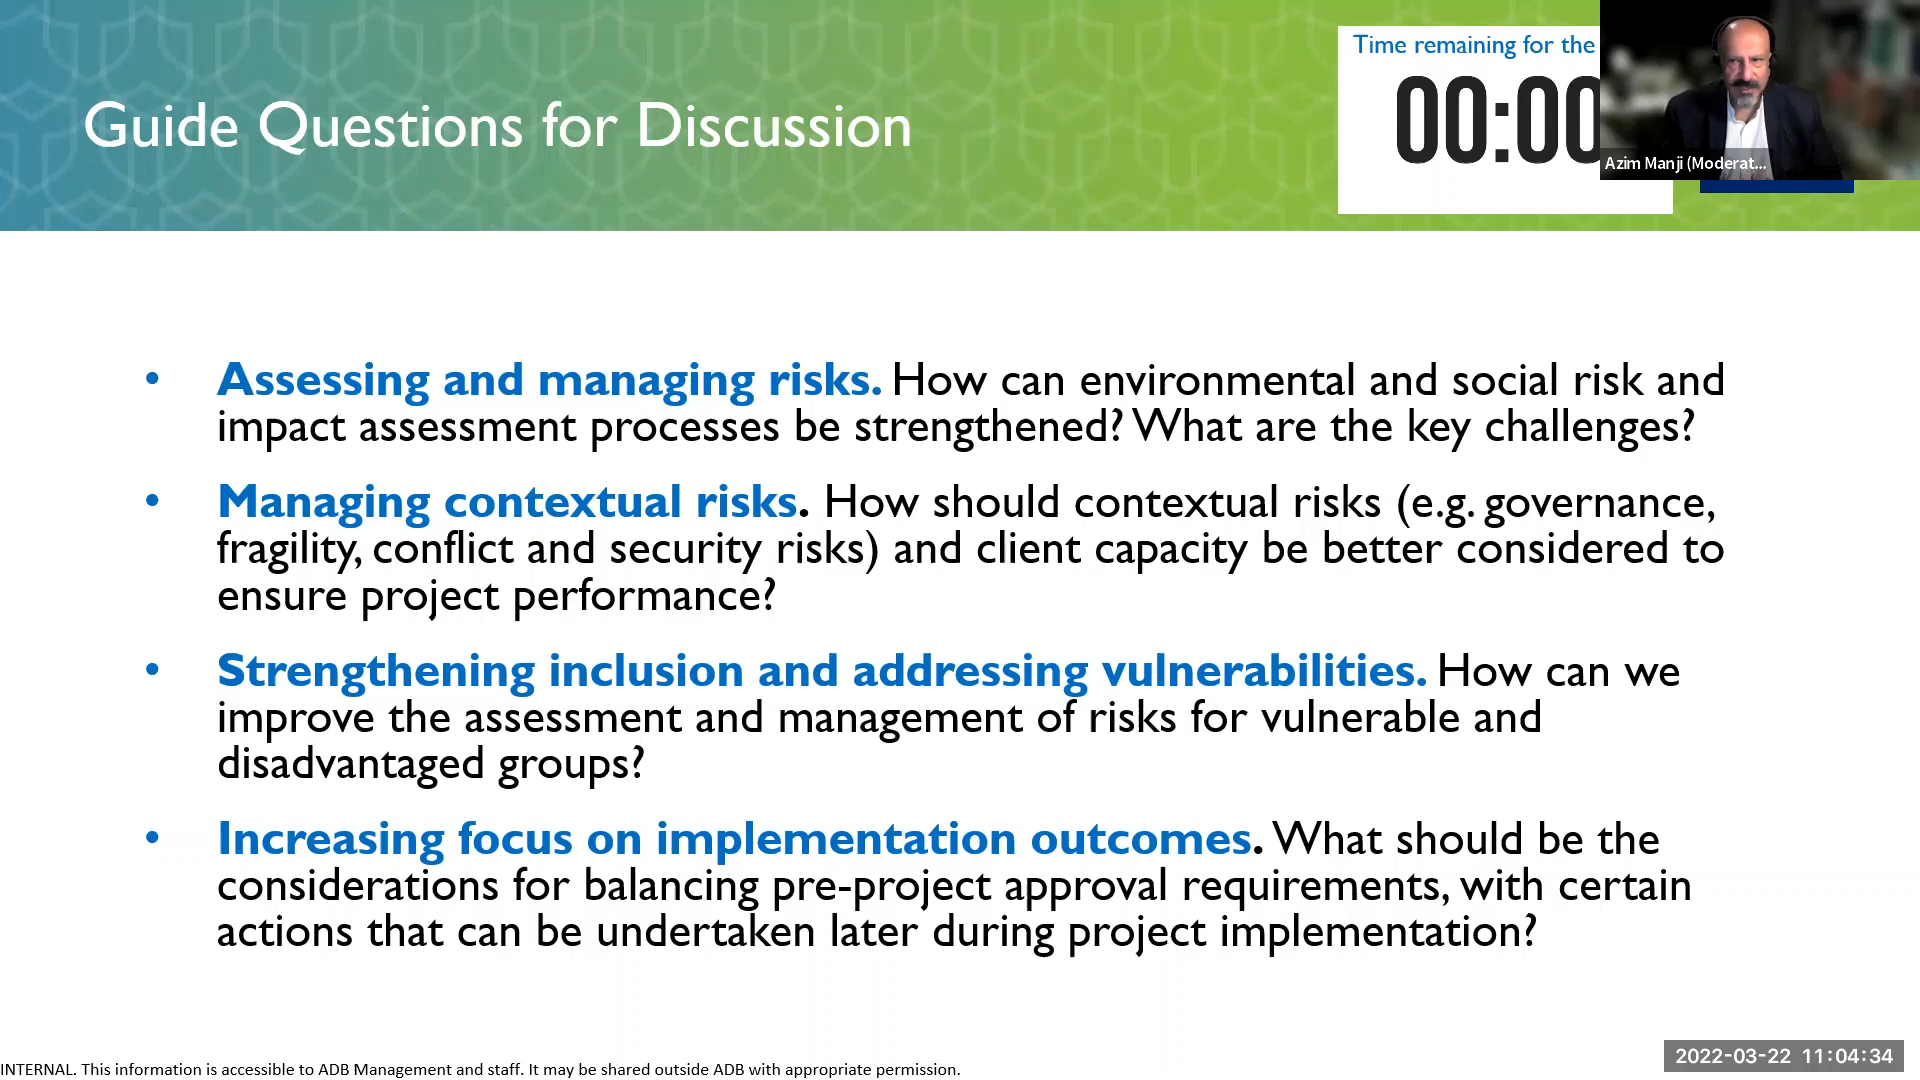 Time remaining for the
00:00
Guide Questions for Discussion
Azim Manji (Moderat...
• Assessing and managing risks. How can environmental and social risk and
impact assessment processes be strengthened? What are the key challenges?
• Managing contextual risks. How should contextual risks (e.g. governance,
fragility, conflict and security risks) and client capacity be better considered to
ensure project performance?
• Strengthening inclusion and addressing vulnerabilities. How can we
improve the assessment and management of risks for vulnerable and
disadvantaged groups?
• Increasing focus on implementation outcomes. What should be the
considerations for balancing pre-project approval requirements, with certain
actions that can be undertaken later during project implementation?
2022-03-22 11:04:34
INTERNAL. This information is accessible to ADB Management and staff. It may be shared outside ADB with appropriate permission.